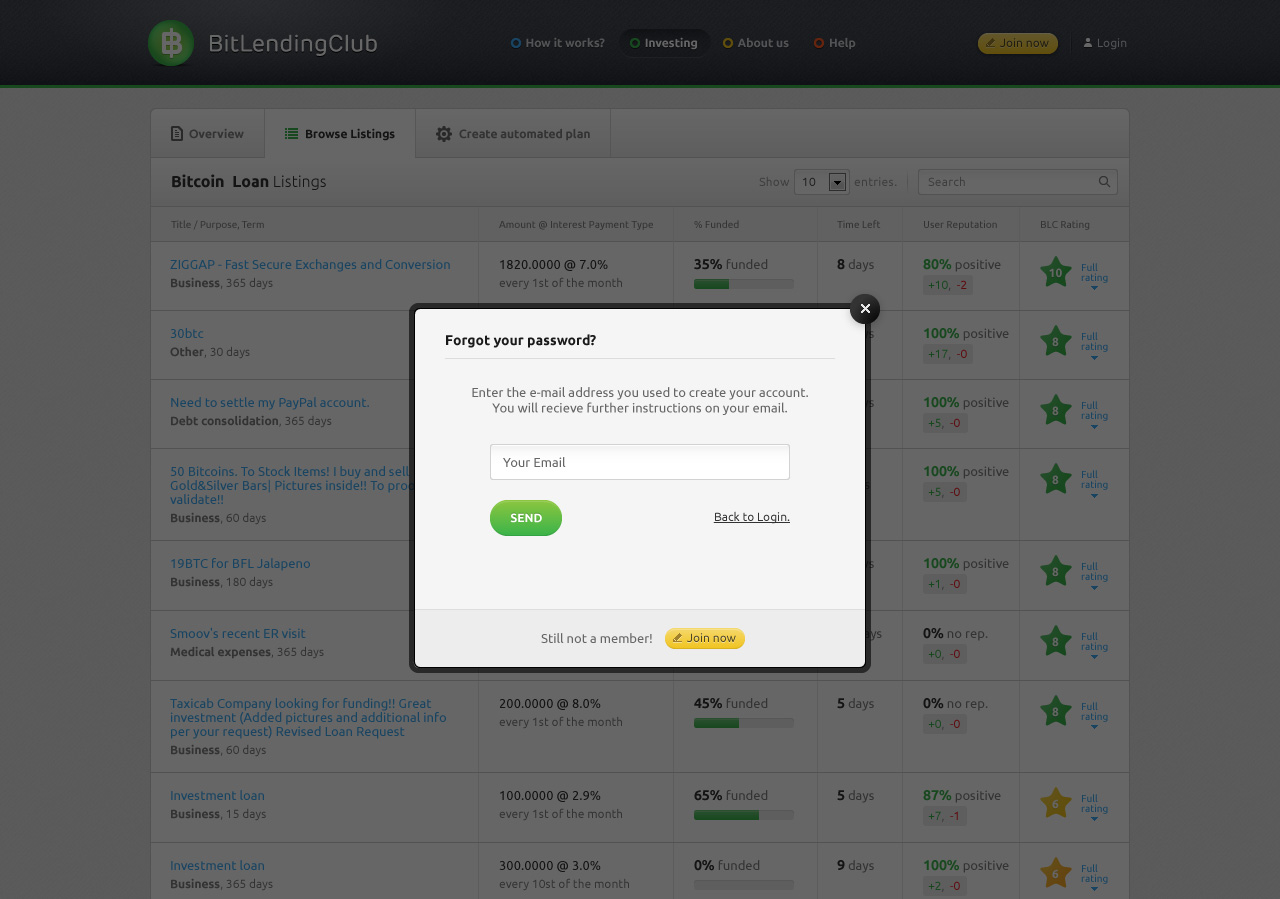 BitLendingClub
How it works? Investing About us Help
Join now Login
Overview Browse Listings Create automated plan
Bitcoin Loan Listings
Show 10 entries. Search
Title / Purpose, Term Amount @ Interest Payment Type % Funded Time Left User Reputation BLC Rating
ZIGGAP - Fast Secure Exchanges and Conversion 1820.0000 @ 7.0% 35% funded 8 days 80% positive 10 Full rating
Business, 365 days every 1st of the month +10, -2
30btc 100% positive 8 Full rating
Other, 30 days +17, -0
Need to settle my PayPal account. 100% positive 8 Full rating
Debt consolidation, 365 days +5, -0
50 Bitcoins. To Stock Items! I buy and sell 100% positive 8 Full rating
Gold&Silver Bars| Pictures inside!! To +5, -0
validate!!
Business, 60 days
19BTC for BFL Jalapeno 100% positive 8 Full rating
Business, 180 days +1, -0
Smoov's recent ER visit 0% no rep. 8 Full rating
Medical expenses, 365 days +0, -0
Taxicab Company looking for funding!! Great 200.0000 @ 8.0% 45% funded 5 days 0% no rep. 8 Full rating
investment (Added pictures and additional info every 1st of the month +0, -0
per your request) Revised Loan Request
Business, 60 days
Investment loan 100.0000 @ 2.9% 65% funded 5 days 87% positive 6 Full rating
Business, 15 days every 1st of the month +7, -1
Investment loan 300.0000 @ 3.0% 0% funded 9 days 100% positive 6 Full rating
Business, 365 days every 10st of the month +2, -0
Forgot your password?
Enter the e-mail address you used to create your account.
You will recieve further instructions on your email.
Your Email
SEND Back to Login.
Still not a member! Join now